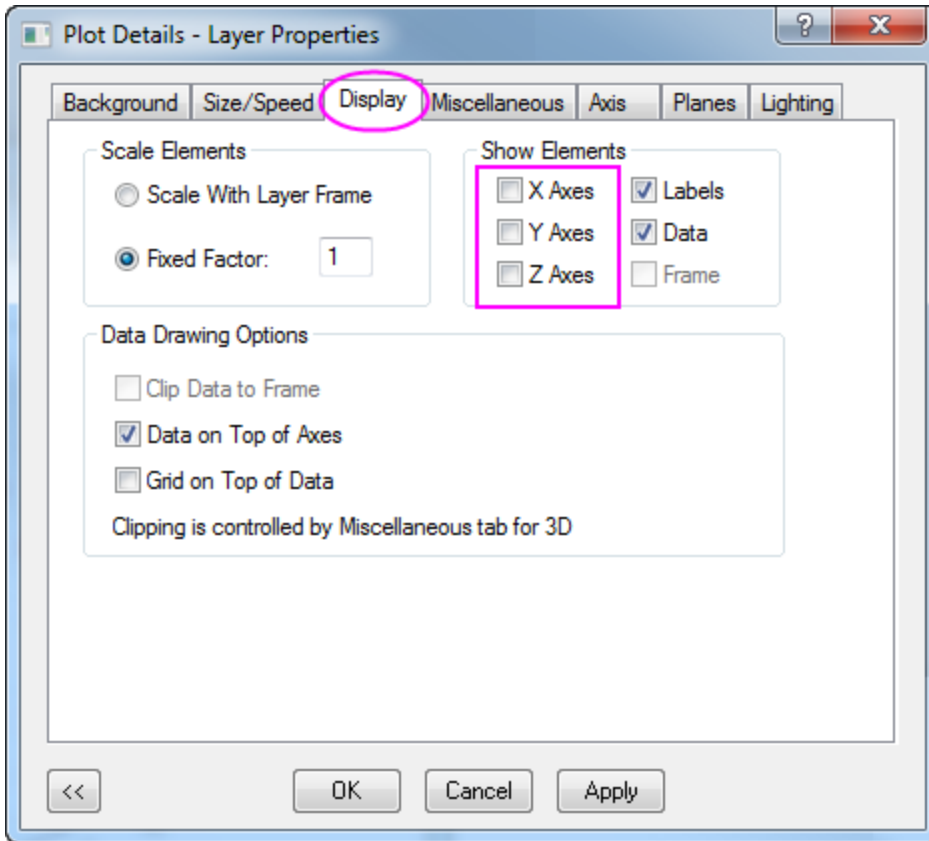 Plot Details - Layer Properties
?
Background Size/Speed Display Miscellaneous Axis Planes Lighting
Scale Elements
Scale With Layer Frame
Fixed Factor: 1
Show Elements
X Axes Labels
Y Axes Data
Z Axes Frame
Data Drawing Options
Clip Data to Frame
Data on Top of Axes
Grid on Top of Data
Clipping is controlled by Miscellaneous tab for 3D
<< OK Cancel Apply